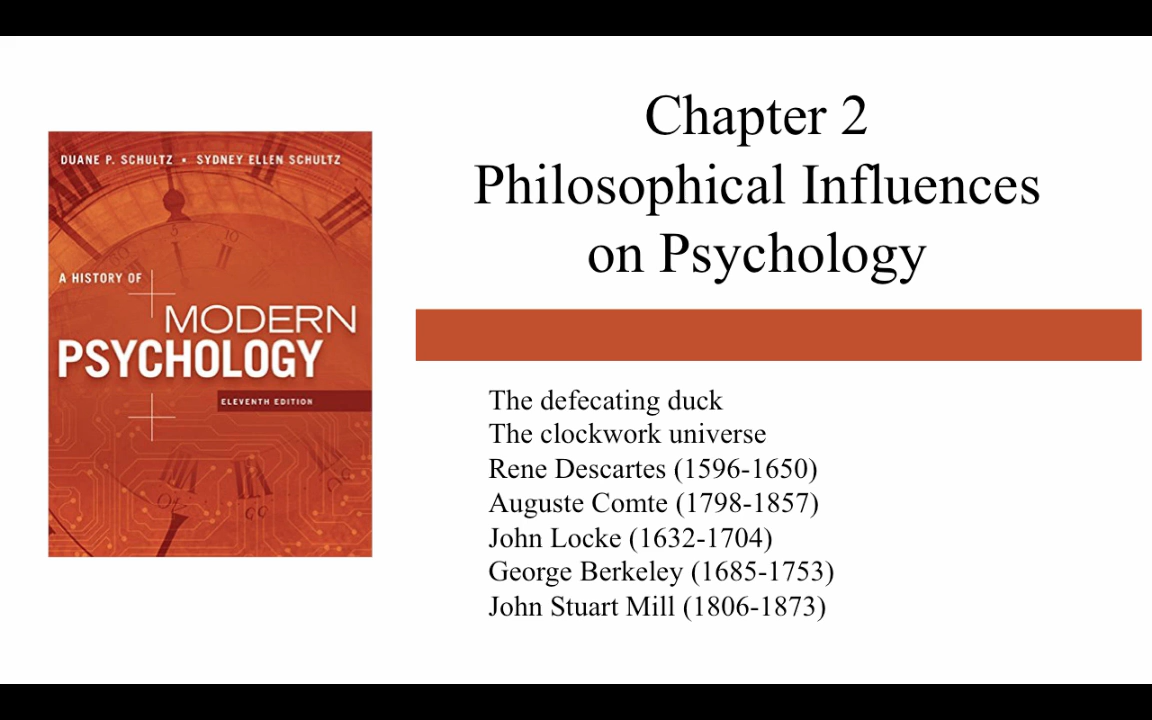 Chapter 2
Philosophical Influences
on Psychology
DUANE P. SCHULTZ • SYDNEY ELLEN SCHULTZ
A HISTORY OF
MODERN
PSYCHOLOGY
ELEVENTH EDITION
The defecating duck
The clockwork universe
Rene Descartes (1596-1650)
Auguste Comte (1798-1857)
John Locke (1632-1704)
George Berkeley (1685-1753)
John Stuart Mill (1806-1873)